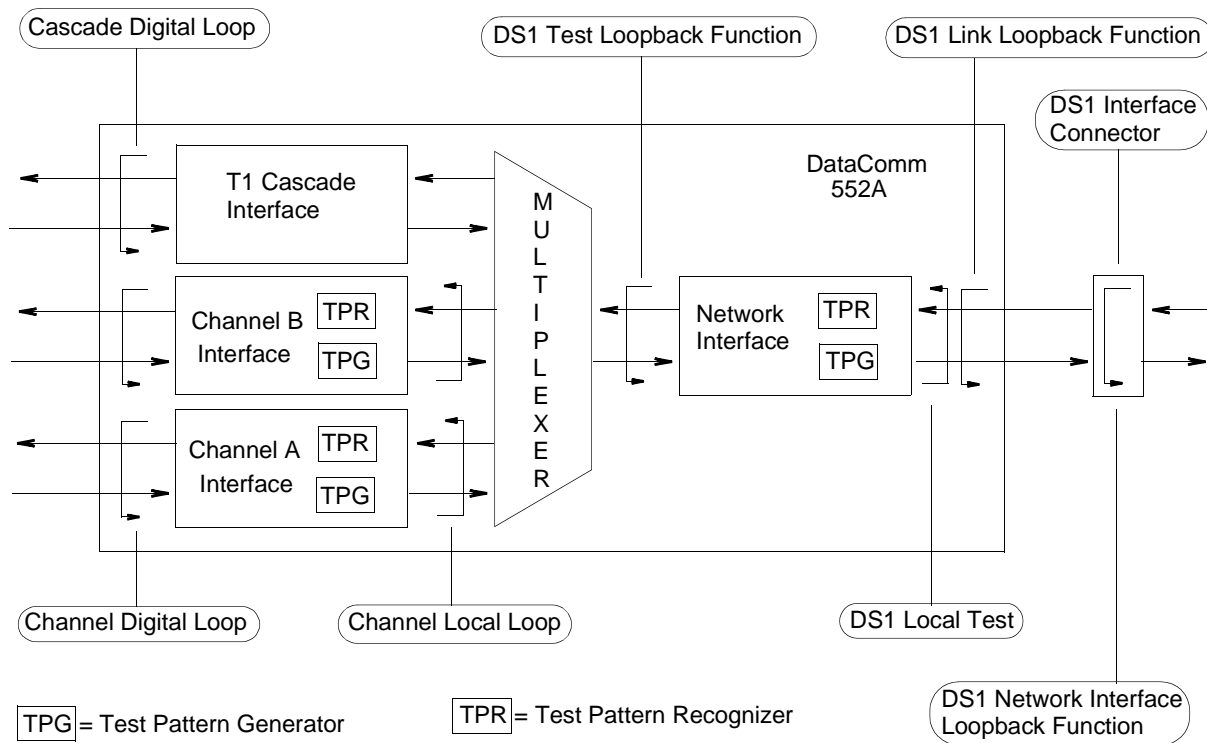 Cascade Digital Loop
DS1 Test Loopback Function
DS1 Link Loopback Function
DS1 Interface
Connector
DataComm
552A
T1 Cascade
Interface
MULTIPLEXER
Channel B
Interface
TPR
TPG
Network
Interface
TPR
TPG
Channel A
Interface
TPR
TPG
Channel Digital Loop
Channel Local Loop
DS1 Local Test
DS1 Network Interface
Loopback Function
TPG = Test Pattern Generator
TPR = Test Pattern Recognizer